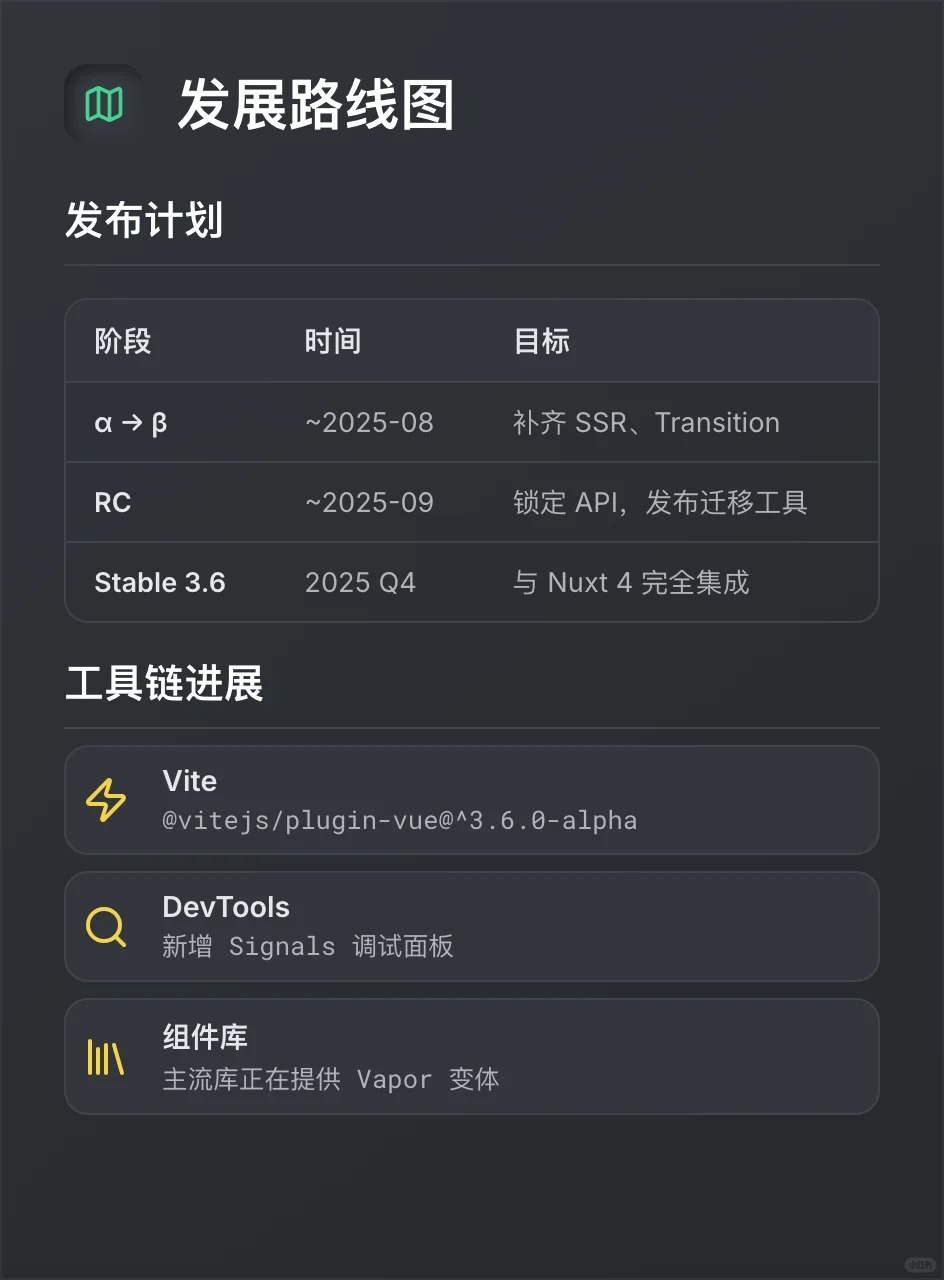 发展路线图
发布计划
阶段 时间 目标
α → β ~2025-08 补齐 SSR、Transition
RC ~2025-09 锁定 API，发布迁移工具
Stable 3.6 2025 Q4 与 Nuxt 4 完全集成
工具链进展
Vite
@vitejs/plugin-vue@^3.6.0-alpha
DevTools
新增 Signals 调试面板
组件库
主流库正在提供 Vapor 变体
小红书